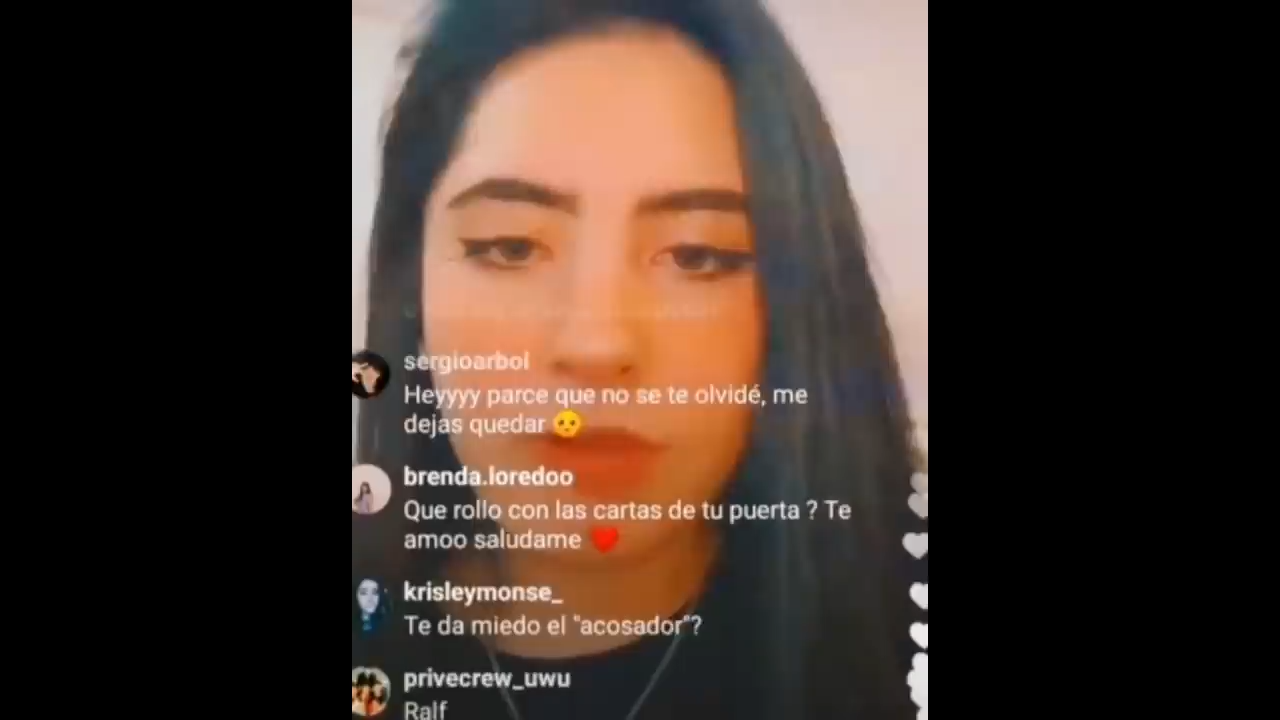 sergioarbol
Heyyyy parce que no se te olvidé, me
dejas quedar 🥺
brenda.loredoo
Que rollo con las cartas de tu puerta ? Te
amoo saludame ❤️
krisleymonse_
Te da miedo el "acosador"?
privecrew_uwu
Ralf